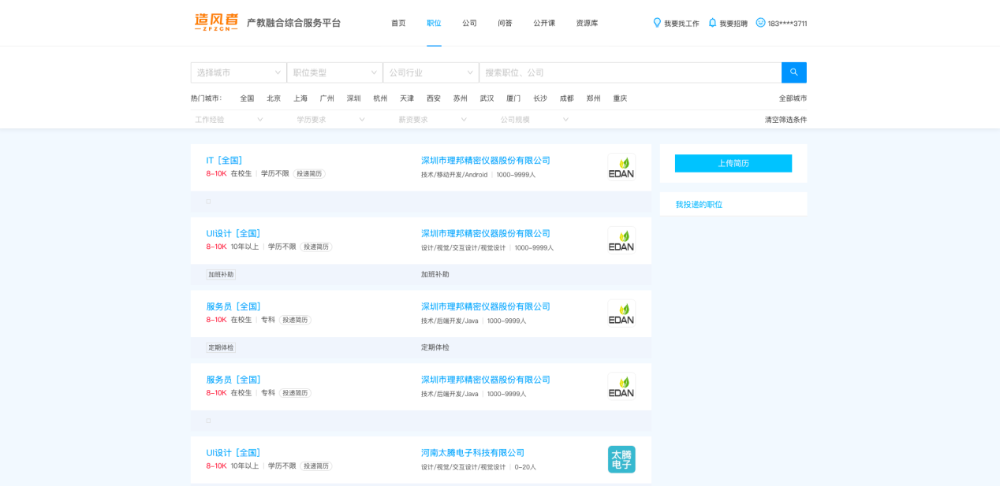 造风者 产教融合综合服务平台 首页 职位 公司 问答 公开课 资源库 我要找工作 我要招聘 183****3711
—ZFZCN—
选择城市 职位类型 公司行业 搜索职位、公司
热门城市: 全国 北京 上海 广州 深圳 杭州 天津 西安 苏州 武汉 厦门 长沙 成都 郑州 重庆 全部城市
工作经验 学历要求 薪资要求 公司规模 清空筛选条件
IT [全国] 深圳市理邦精密仪器股份有限公司
8-10K 在校生 | 学历不限 投递简历 技术/移动开发/Android | 1000-9999人
EDAN
上传简历
我投递的职位
UI设计 [全国] 深圳市理邦精密仪器股份有限公司
8-10K 10年以上 | 学历不限 投递简历 设计/视觉/交互设计/视觉设计 | 1000-9999人
EDAN
加班补助 加班补助
服务员 [全国] 深圳市理邦精密仪器股份有限公司
8-10K 在校生 | 专科 投递简历 技术/后端开发/Java | 1000-9999人
EDAN
定期体检 定期体检
服务员 [全国] 深圳市理邦精密仪器股份有限公司
8-10K 在校生 | 专科 投递简历 技术/后端开发/Java | 1000-9999人
EDAN
UI设计 [全国] 河南太腾电子科技有限公司
8-10K 10年以上 | 学历不限 投递简历 设计/视觉/交互设计/视觉设计 | 0-20人
太腾
电子